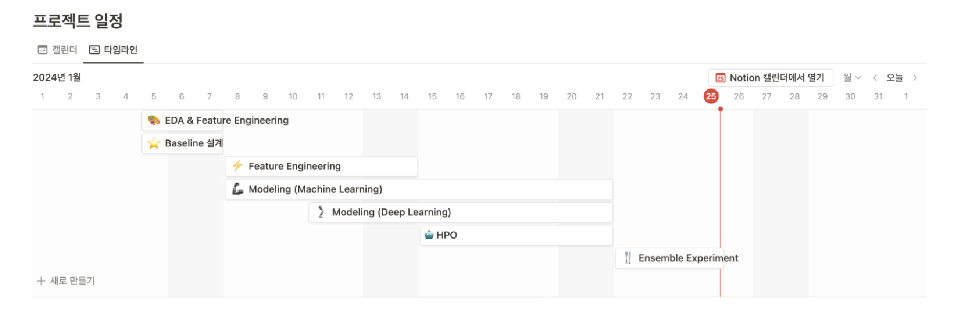 프로젝트 일정
캘린더 타임라인
2024년 1월 Notion 캘린더에서 열기 월 오늘
1 2 3 4 5 6 7 8 9 10 11 12 13 14 15 16 17 18 19 20 21 22 23 24 25 26 27 28 29 30 31 1
EDA & Feature Engineering
Baseline 설계
Feature Engineering
Modeling (Machine Learning)
Modeling (Deep Learning)
HPO
Ensemble Experiment
+ 새로 만들기